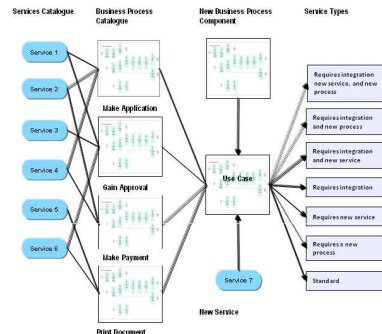 Services Catalogue
Business Process
Catalogue
New Business Process
Component
Service Types
Service 1
Service 2
Service 3
Service 4
Service 5
Service 6
Make Application
Gain Approval
Make Payment
Print Document
Use Case
Service 7
New Service
Requires integration
new service, and new
process
Requires integration
and new process
Requires integration
and new service
Requires integration
Requires new service
Requires a new
process
Standard